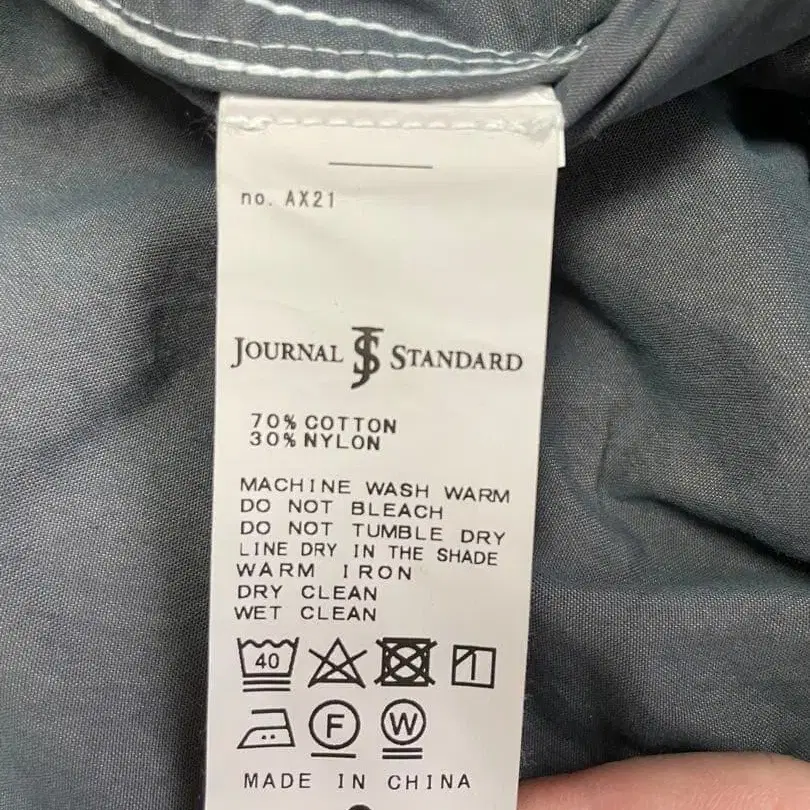 no. AX21
JOURNAL JS STANDARD
70% COTTON
30% NYLON
MACHINE WASH WARM
DO NOT BLEACH
DO NOT TUMBLE DRY
LINE DRY IN THE SHADE
WARM IRON
DRY CLEAN
WET CLEAN
40
F W
MADE IN CHINA